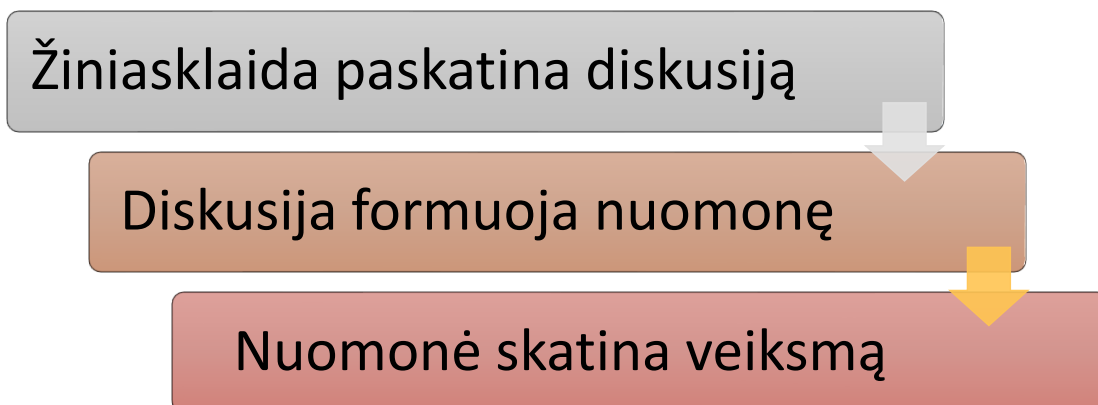 Žiniasklaida paskatina diskusiją
Diskusija formuoja nuomonę
Nuomonė skatina veiksmą